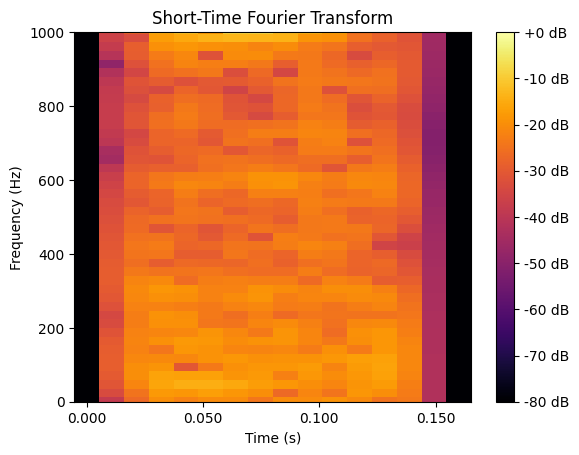 Short-Time Fourier Transform
Frequency (Hz)
1000
800
600
400
200
0
0.000
0.050
0.100
0.150
Time (s)
+0 dB
-10 dB
-20 dB
-30 dB
-40 dB
-50 dB
-60 dB
-70 dB
-80 dB